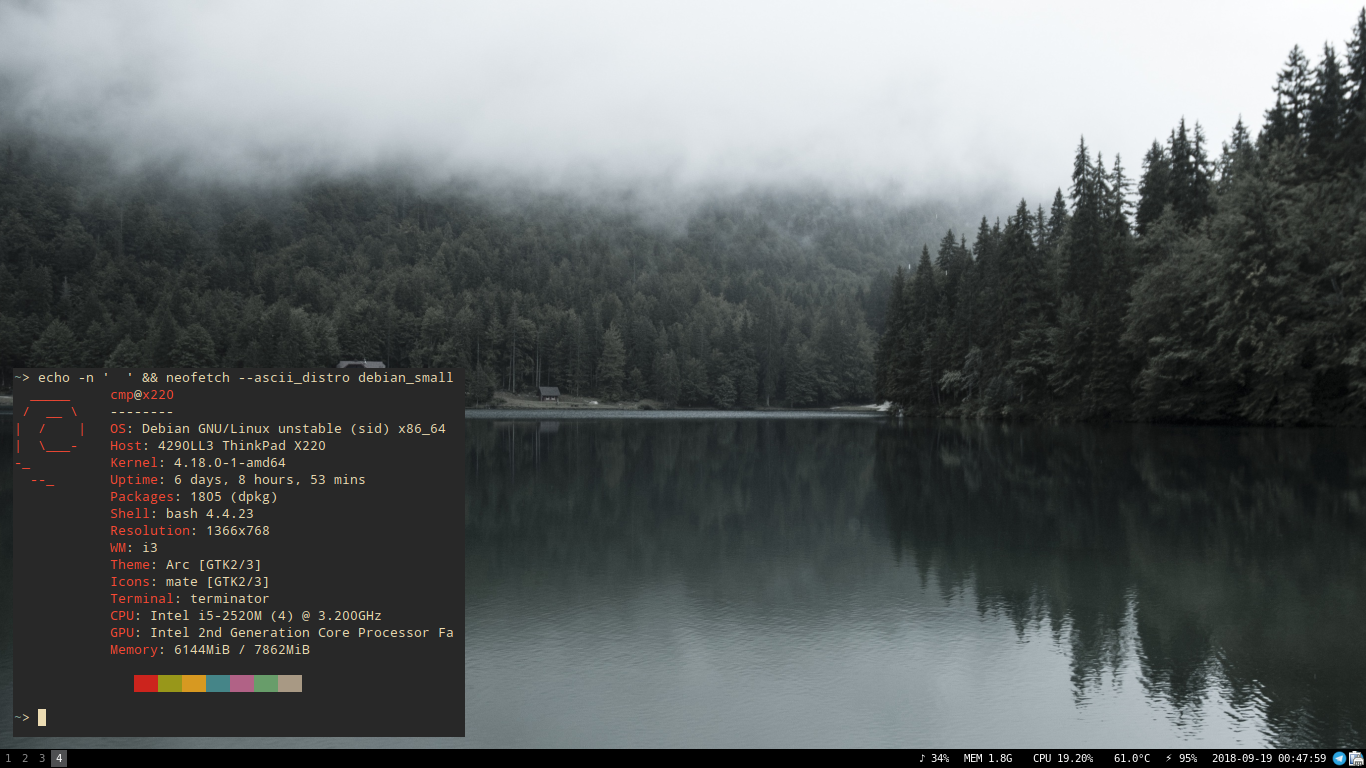 ~> echo -n '  ' && neofetch --ascii_distro debian_small
cmp@x220
--------
OS: Debian GNU/Linux unstable (sid) x86_64
Host: 4290LL3 ThinkPad X220
Kernel: 4.18.0-1-amd64
Uptime: 6 days, 8 hours, 53 mins
Packages: 1805 (dpkg)
Shell: bash 4.4.23
Resolution: 1366x768
WM: i3
Theme: Arc [GTK2/3]
Icons: mate [GTK2/3]
Terminal: terminator
CPU: Intel i5-2520M (4) @ 3.200GHz
GPU: Intel 2nd Generation Core Processor Fa
Memory: 6144MiB / 7862MiB
~>
1 2 3 4 ♪ 34% MEM 1.8G CPU 19.20% 61.0°C ⚡ 95% 2018-09-19 00:47:59